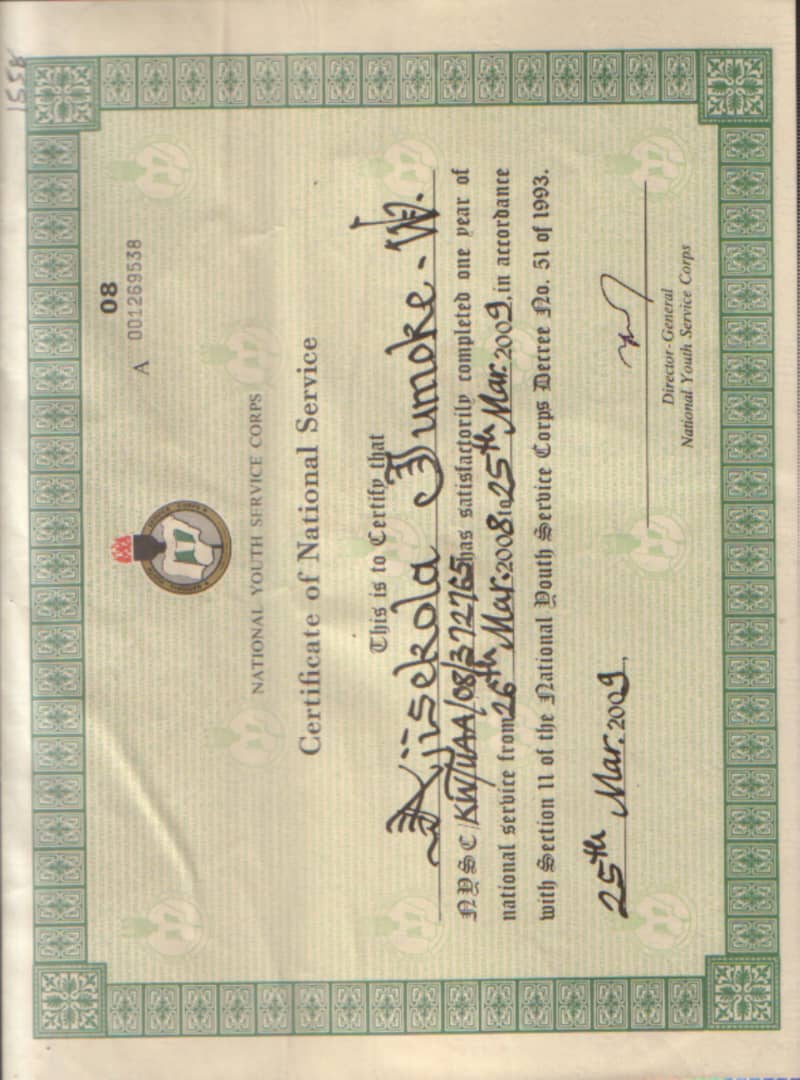 1558
08
A 001269538
NATIONAL YOUTH SERVICE CORPS
Certificate of National Service
This is to Certify that
Ajisekola Jumoke - W.
NYSC/KW/UAA/08/372765 has satisfactorily completed one year of
national service from 26th Mar. 2008 to 25th Mar. 2009, in accordance
with Section 11 of the National Youth Service Corps Decree No. 51 of 1993.
25th Mar. 2009,
Director-General
National Youth Service Corps